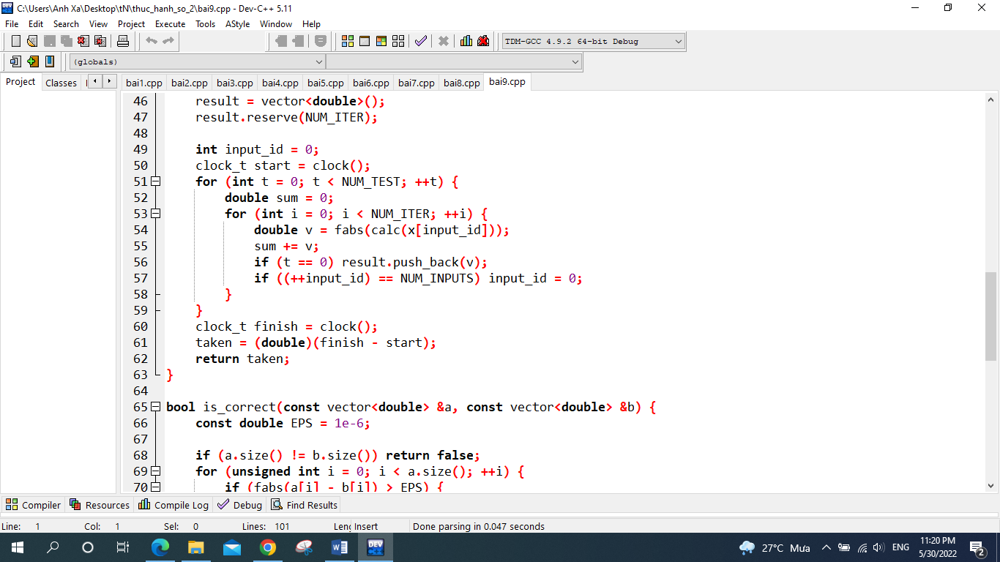 C:\Users\Anh Xa\Desktop\tN\thuc_hanh_so_2\bai9.cpp - Dev-C++ 5.11
File Edit Search View Project Execute Tools AStyle Window Help
TDM-GCC 4.9.2 64-bit Debug
(globals)
Project Classes
bai1.cpp bai2.cpp bai3.cpp bai4.cpp bai5.cpp bai6.cpp bai7.cpp bai8.cpp bai9.cpp
46 result = vector<double>();
47 result.reserve(NUM_ITER);
48
49 int input_id = 0;
50 clock_t start = clock();
51 for (int t = 0; t < NUM_TEST; ++t) {
52 double sum = 0;
53 for (int i = 0; i < NUM_ITER; ++i) {
54 double v = fabs(calc(x[input_id]));
55 sum += v;
56 if (t == 0) result.push_back(v);
57 if ((++input_id) == NUM_INPUTS) input_id = 0;
58 }
59 }
60 clock_t finish = clock();
61 taken = (double)(finish - start);
62 return taken;
63 }
64
65 bool is_correct(const vector<double> &a, const vector<double> &b) {
66 const double EPS = 1e-6;
67
68 if (a.size() != b.size()) return false;
69 for (unsigned int i = 0; i < a.size(); ++i) {
70 if (fabs(a[i] - b[i]) > EPS) {
Compiler Resources Compile Log Debug Find Results
Line: 1 Col: 1 Sel: 0 Lines: 101 Insert Done parsing in 0.047 seconds
DEV
27°C Mưa ENG
11:20 PM
5/30/2022
2